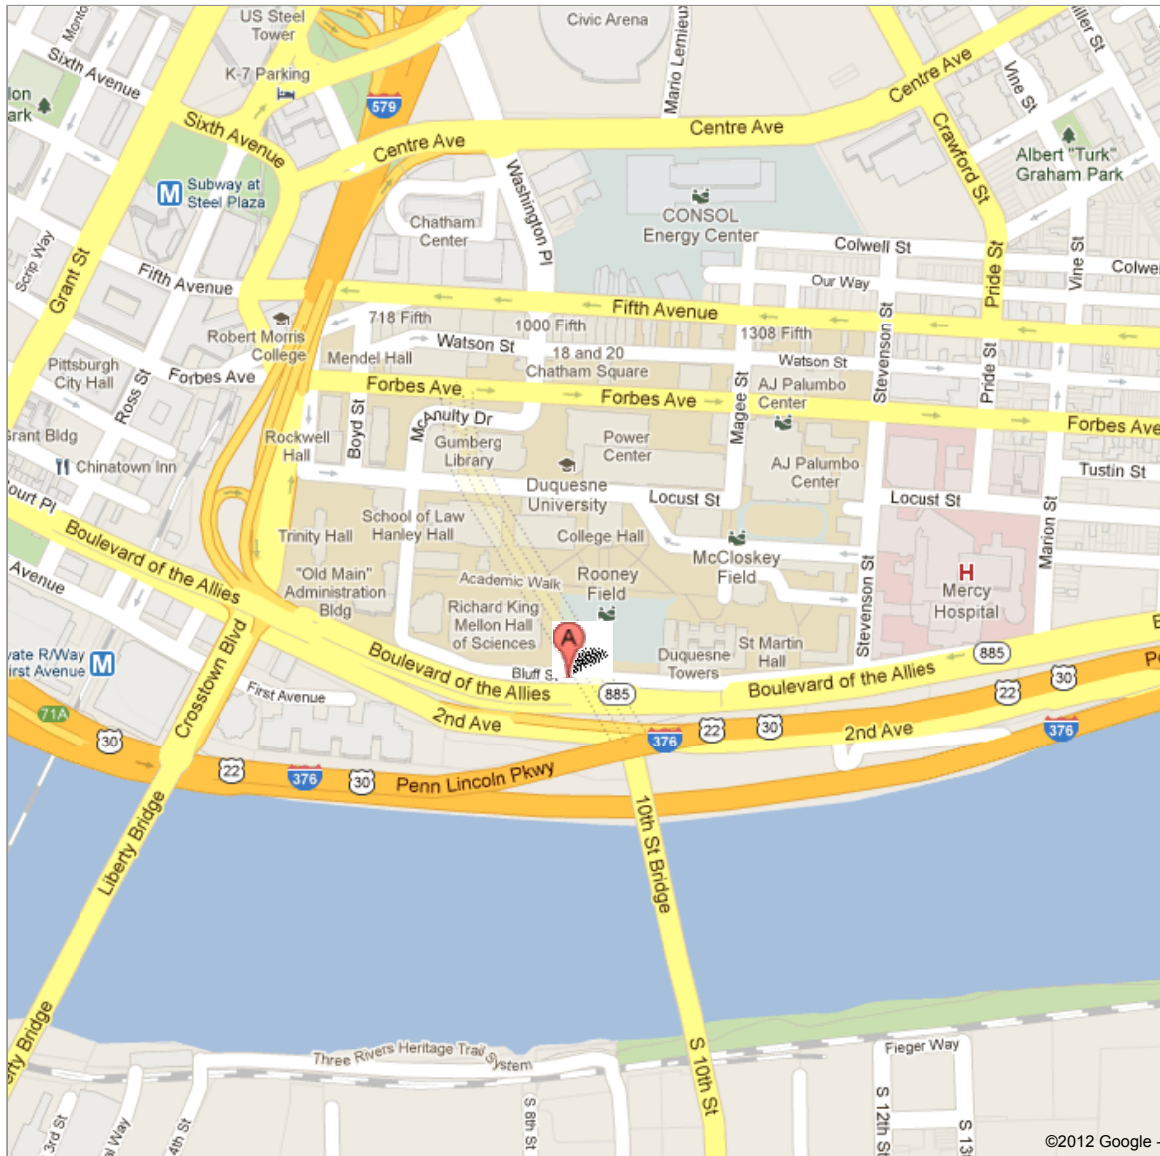 US Steel
Tower
Civic Arena
Mario Lemieux
Sixth Avenue
K-7 Parking
579
Centre Ave
Vine St
Sixth Avenue
Centre Ave
Centre Ave
Crawford St
Albert "Turk"
Graham Park
M
Subway at
Steel Plaza
Washington Pl
CONSOL
Energy Center
Chatham
Center
Colwell St
Scrip Way
Grant St
Fifth Avenue
Our Way
Pride St
Vine St
Fifth Avenue
718 Fifth
1000 Fifth
1308 Fifth
Stevenson St
Robert Morris
College
Mendel Hall
Watson St
18 and 20
Chatham Square
Watson St
Pride St
Pittsburgh
City Hall
Ross St
Forbes Ave
Forbes Ave
Forbes Ave
Magee St
AJ Palumbo
Center
Forbes Ave
Boyd St
McAnulty Dr
Rockwell
Hall
Gumberg
Library
Power
Center
Chinatown Inn
AJ Palumbo
Center
Tustin St
Duquesne
University
Locust St
Locust St
Boulevard of the Allies
Trinity Hall
School of Law
Hanley Hall
College Hall
McCloskey
Field
Marion St
"Old Main"
Administration
Bldg
Academic Walk
Rooney
Field
H
Mercy
Hospital
Richard King
Mellon Hall
of Sciences
A
Stevenson St
Crosstown Blvd
M
Duquesne
Towers
St Martin
Hall
885
Boulevard of the Allies
Bluff St
Boulevard of the Allies
First Avenue
885
22
30
71A
30
2nd Ave
376
22
30
2nd Ave
376
22
376
30
Penn Lincoln Pkwy
Liberty Bridge
10th St Bridge
Three Rivers Heritage Trail System
S 10th St
Fieger Way
3rd St
4th St
S 8th St
S 12th St
©2012 Google -